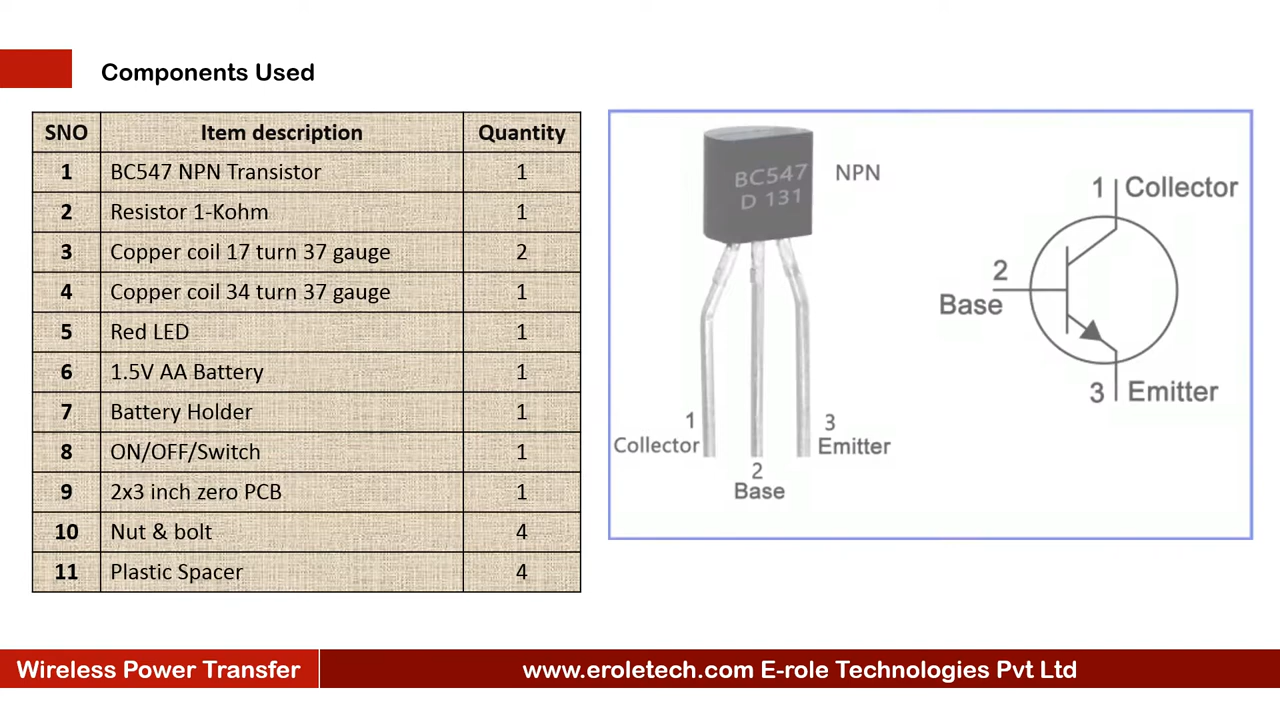 Components Used
SNO Item description Quantity
1 BC547 NPN Transistor 1
2 Resistor 1-Kohm 1
3 Copper coil 17 turn 37 gauge 2
4 Copper coil 34 turn 37 gauge 1
5 Red LED 1
6 1.5V AA Battery 1
7 Battery Holder 1
8 ON/OFF/Switch 1
9 2x3 inch zero PCB 1
10 Nut & bolt 4
11 Plastic Spacer 4
BC547
D 131
NPN
1
Collector
2
Base
3
Emitter
1 Collector
2
Base
3 Emitter
Wireless Power Transfer
www.eroletech.com E-role Technologies Pvt Ltd